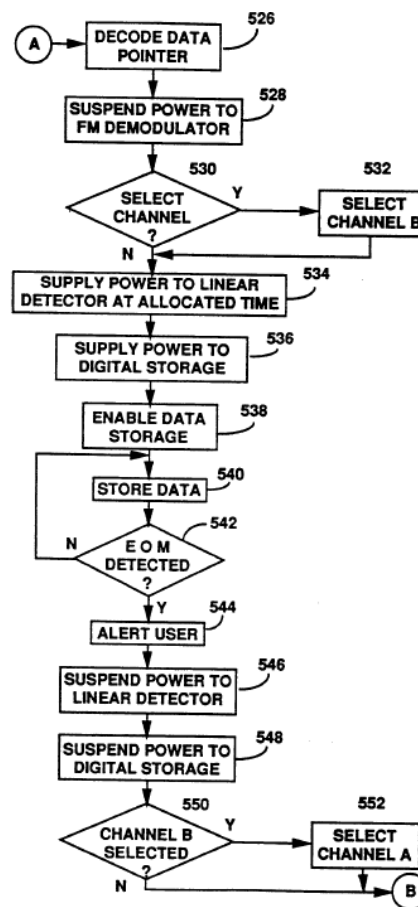 A
DECODE DATA
POINTER
526
SUSPEND POWER TO
FM DEMODULATOR
528
530
SELECT
CHANNEL
?
Y
N
532
SELECT
CHANNEL B
SUPPLY POWER TO LINEAR
DETECTOR AT ALLOCATED TIME
534
SUPPLY POWER TO
DIGITAL STORAGE
536
ENABLE DATA
STORAGE
538
STORE DATA
540
542
E O M
DETECTED
?
N
Y
544
ALERT USER
SUSPEND POWER TO
LINEAR DETECTOR
546
SUSPEND POWER TO
DIGITAL STORAGE
548
550
CHANNEL B
SELECTED
?
Y
N
552
SELECT
CHANNEL A
B